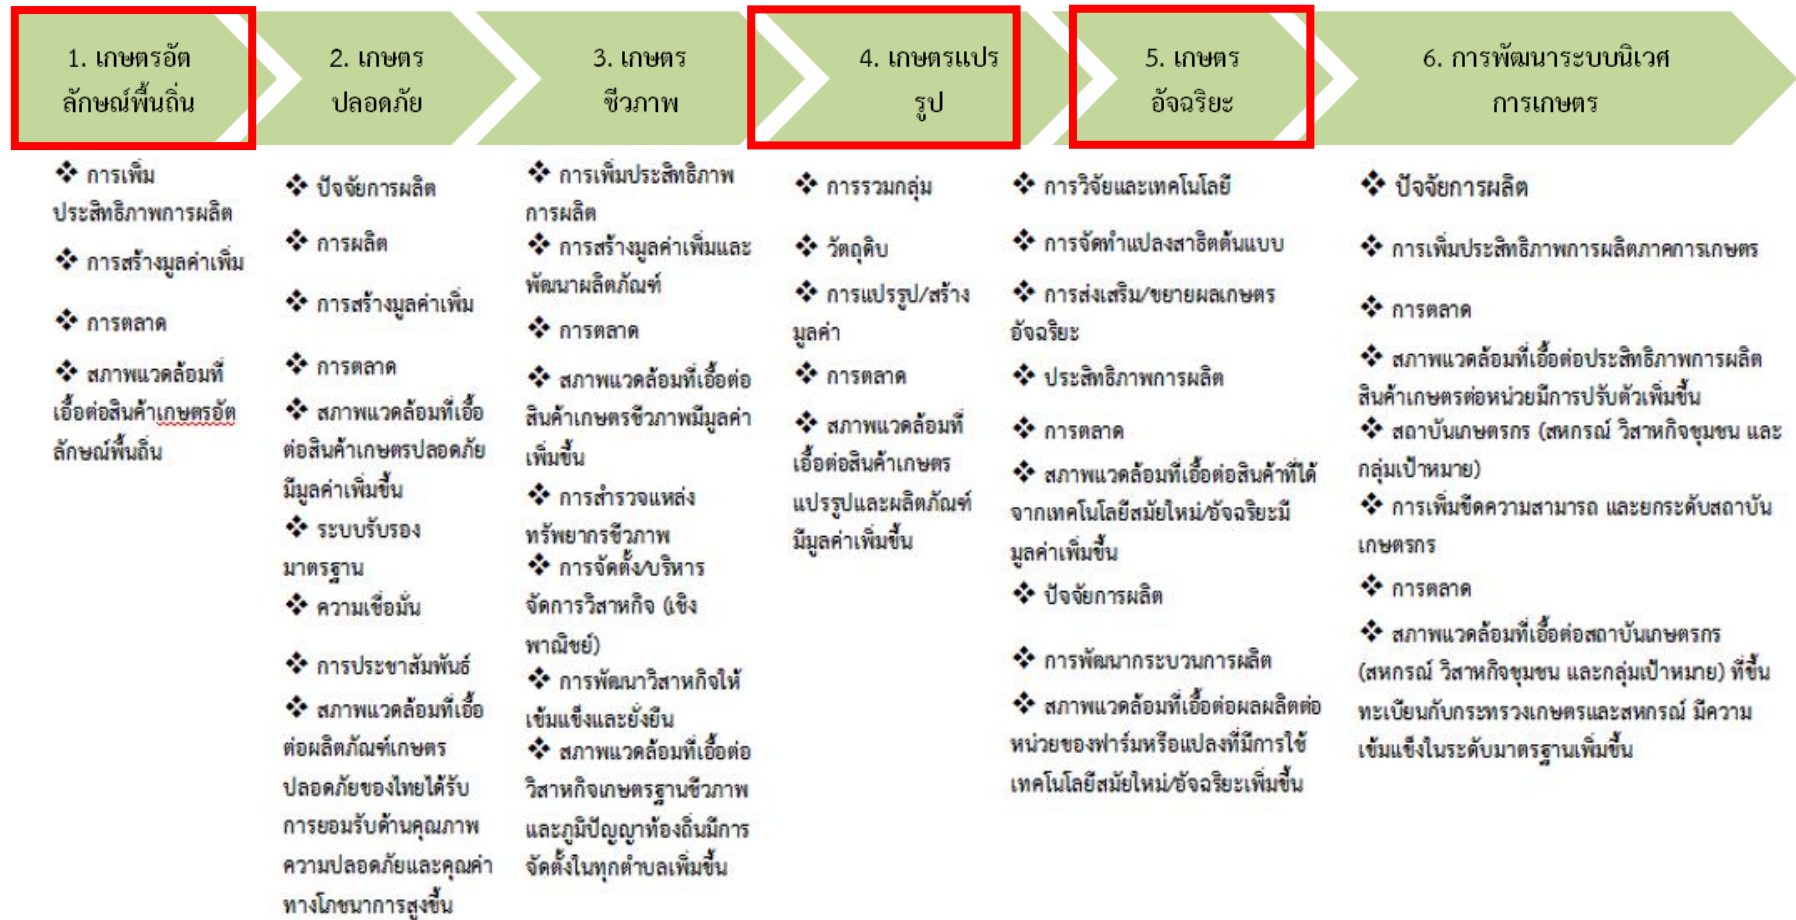 1. เกษตรอัต
ลักษณ์พื้นถิ่น
2. เกษตร
ปลอดภัย
3. เกษตร
ชีวภาพ
4. เกษตรแปร
รูป
5. เกษตร
อัจฉริยะ
6. การพัฒนาระบบนิเวศ
การเกษตร
❖ การเพิ่ม
ประสิทธิภาพการผลิต
❖ การสร้างมูลค่าเพิ่ม
❖ การตลาด
❖ สภาพแวดล้อมที่
เอื้อต่อสินค้าเกษตรอัต
ลักษณ์พื้นถิ่น
❖ ปัจจัยการผลิต
❖ การผลิต
❖ การสร้างมูลค่าเพิ่ม
❖ การตลาด
❖ สภาพแวดล้อมที่เอื้อ
ต่อสินค้าเกษตรปลอดภัย
มีมูลค่าเพิ่มขึ้น
❖ ระบบรับรอง
มาตรฐาน
❖ ความเชื่อมั่น
❖ การประชาสัมพันธ์
❖ สภาพแวดล้อมที่เอื้อ
ต่อผลิตภัณฑ์เกษตร
ปลอดภัยของไทยได้รับ
การยอมรับด้านคุณภาพ
ความปลอดภัยและคุณค่า
ทางโภชนาการสูงขึ้น
❖ การเพิ่มประสิทธิภาพ
การผลิต
❖ การสร้างมูลค่าเพิ่มและ
พัฒนาผลิตภัณฑ์
❖ การตลาด
❖ สภาพแวดล้อมที่เอื้อต่อ
สินค้าเกษตรชีวภาพมีมูลค่า
เพิ่มขึ้น
❖ การสำรวจแหล่ง
ทรัพยากรชีวภาพ
❖ การจัดตั้ง/บริหาร
จัดการวิสาหกิจ (เชิง
พาณิชย์)
❖ การพัฒนาวิสาหกิจให้
เข้มแข็งและยั่งยืน
❖ สภาพแวดล้อมที่เอื้อต่อ
วิสาหกิจเกษตรฐานชีวภาพ
และภูมิปัญญาท้องถิ่นมีการ
จัดตั้งในทุกตำบลเพิ่มขึ้น
❖ การรวมกลุ่ม
❖ วัตถุดิบ
❖ การแปรรูป/สร้าง
มูลค่า
❖ การตลาด
❖ สภาพแวดล้อมที่
เอื้อต่อสินค้าเกษตร
แปรรูปและผลิตภัณฑ์
มีมูลค่าเพิ่มขึ้น
❖ การวิจัยและเทคโนโลยี
❖ การจัดทำแปลงสาธิตต้นแบบ
❖ การส่งเสริม/ขยายผลเกษตร
อัจฉริยะ
❖ ประสิทธิภาพการผลิต
❖ การตลาด
❖ สภาพแวดล้อมที่เอื้อต่อสินค้าที่ได้
จากเทคโนโลยีสมัยใหม่/อัจฉริยะมี
มูลค่าเพิ่มขึ้น
❖ ปัจจัยการผลิต
❖ การพัฒนากระบวนการผลิต
❖ สภาพแวดล้อมที่เอื้อต่อผลผลิตต่อ
หน่วยของฟาร์มหรือแปลงที่มีการใช้
เทคโนโลยีสมัยใหม่/อัจฉริยะเพิ่มขึ้น
❖ ปัจจัยการผลิต
❖ การเพิ่มประสิทธิภาพการผลิตภาคการเกษตร
❖ การตลาด
❖ สภาพแวดล้อมที่เอื้อต่อประสิทธิภาพการผลิต
สินค้าเกษตรต่อหน่วยมีการปรับตัวเพิ่มขึ้น
❖ สถาบันเกษตรกร (สหกรณ์ วิสาหกิจชุมชน และ
กลุ่มเป้าหมาย)
❖ การเพิ่มขีดความสามารถ และยกระดับสถาบัน
เกษตรกร
❖ การตลาด
❖ สภาพแวดล้อมที่เอื้อต่อสถาบันเกษตรกร
(สหกรณ์ วิสาหกิจชุมชน และกลุ่มเป้าหมาย) ที่ขึ้น
ทะเบียนกับกระทรวงเกษตรและสหกรณ์ มีความ
เข้มแข็งในระดับมาตรฐานเพิ่มขึ้น